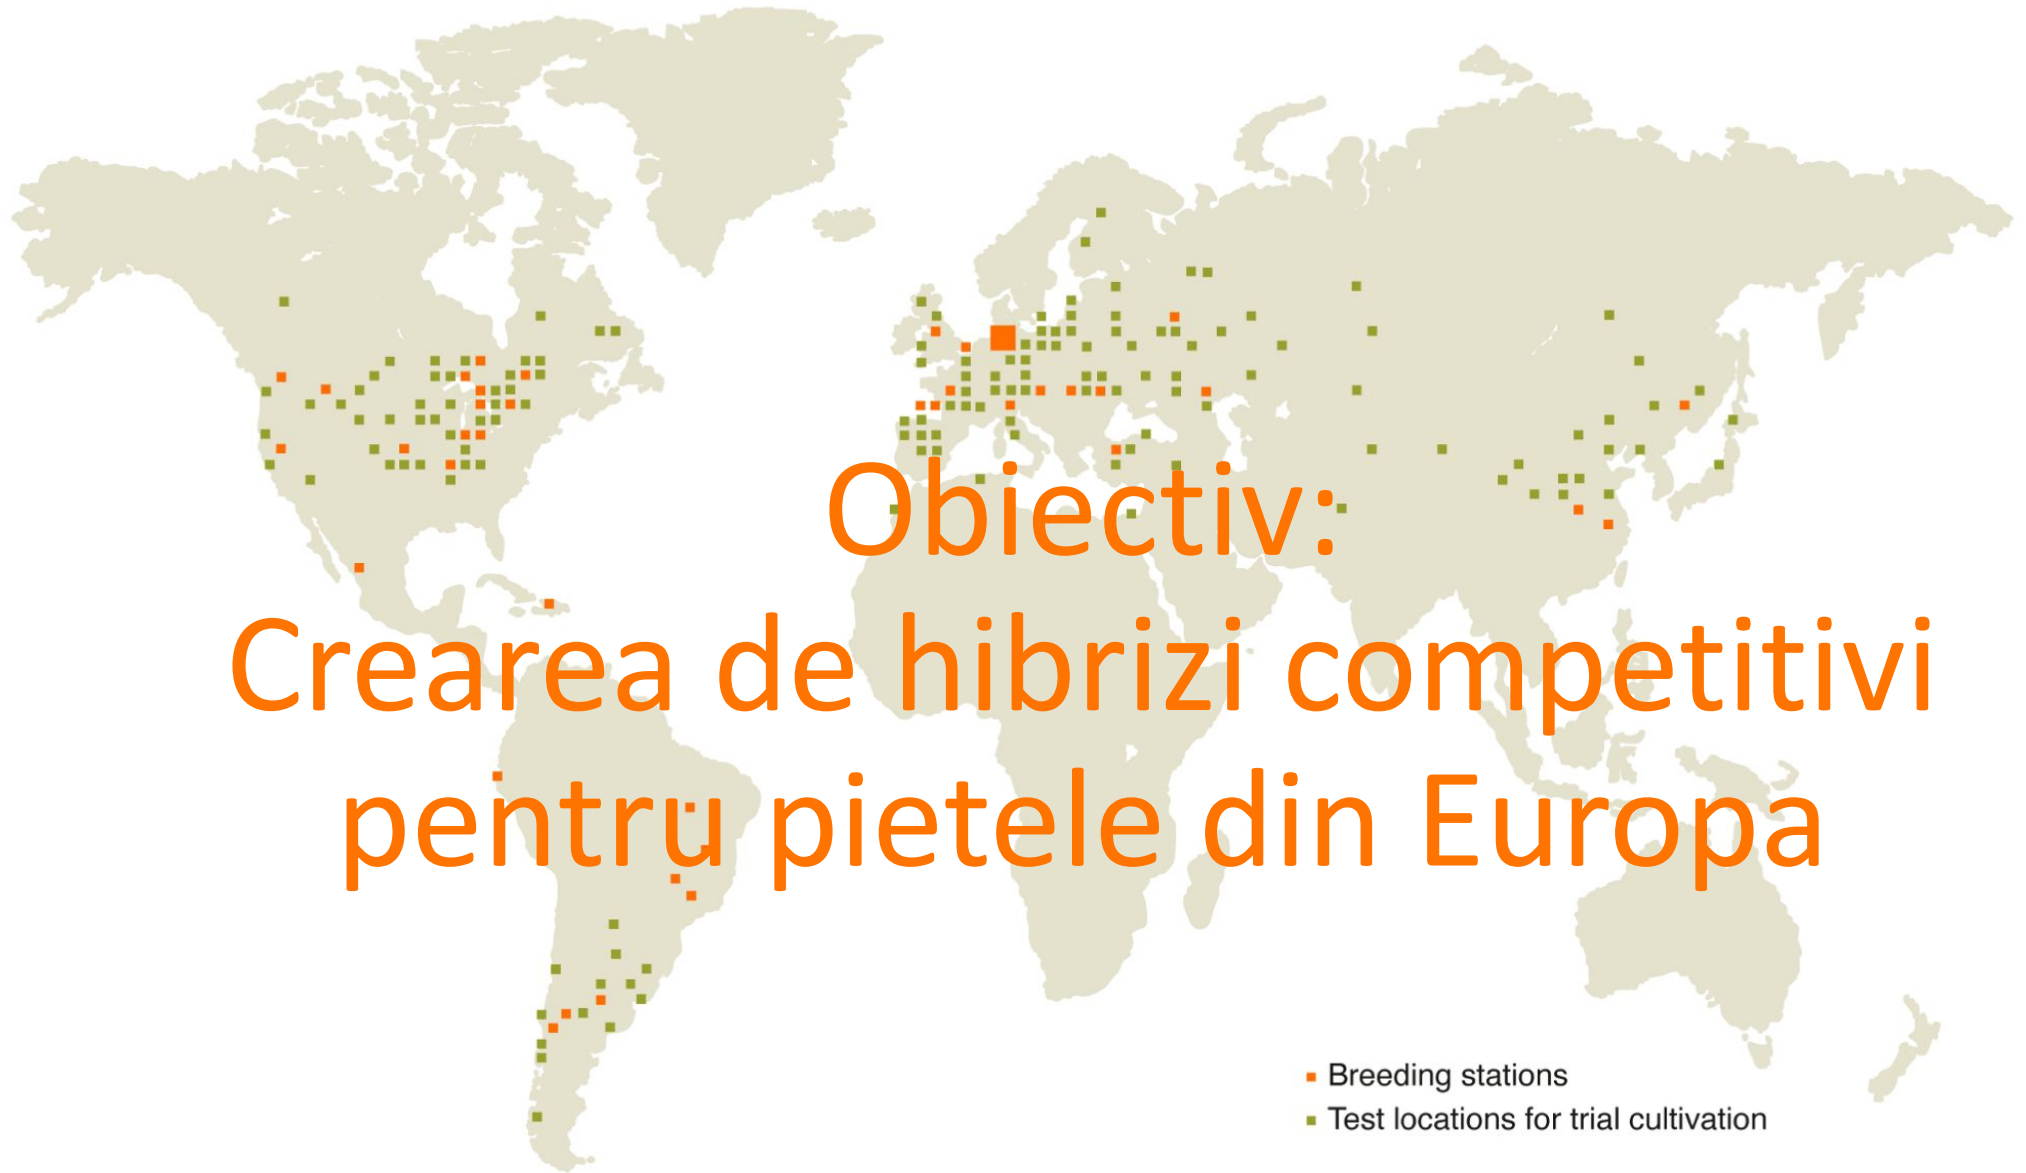 Obiectiv:
Crearea de hibrizi competitivi
pentru pietele din Europa
Breeding stations
Test locations for trial cultivation